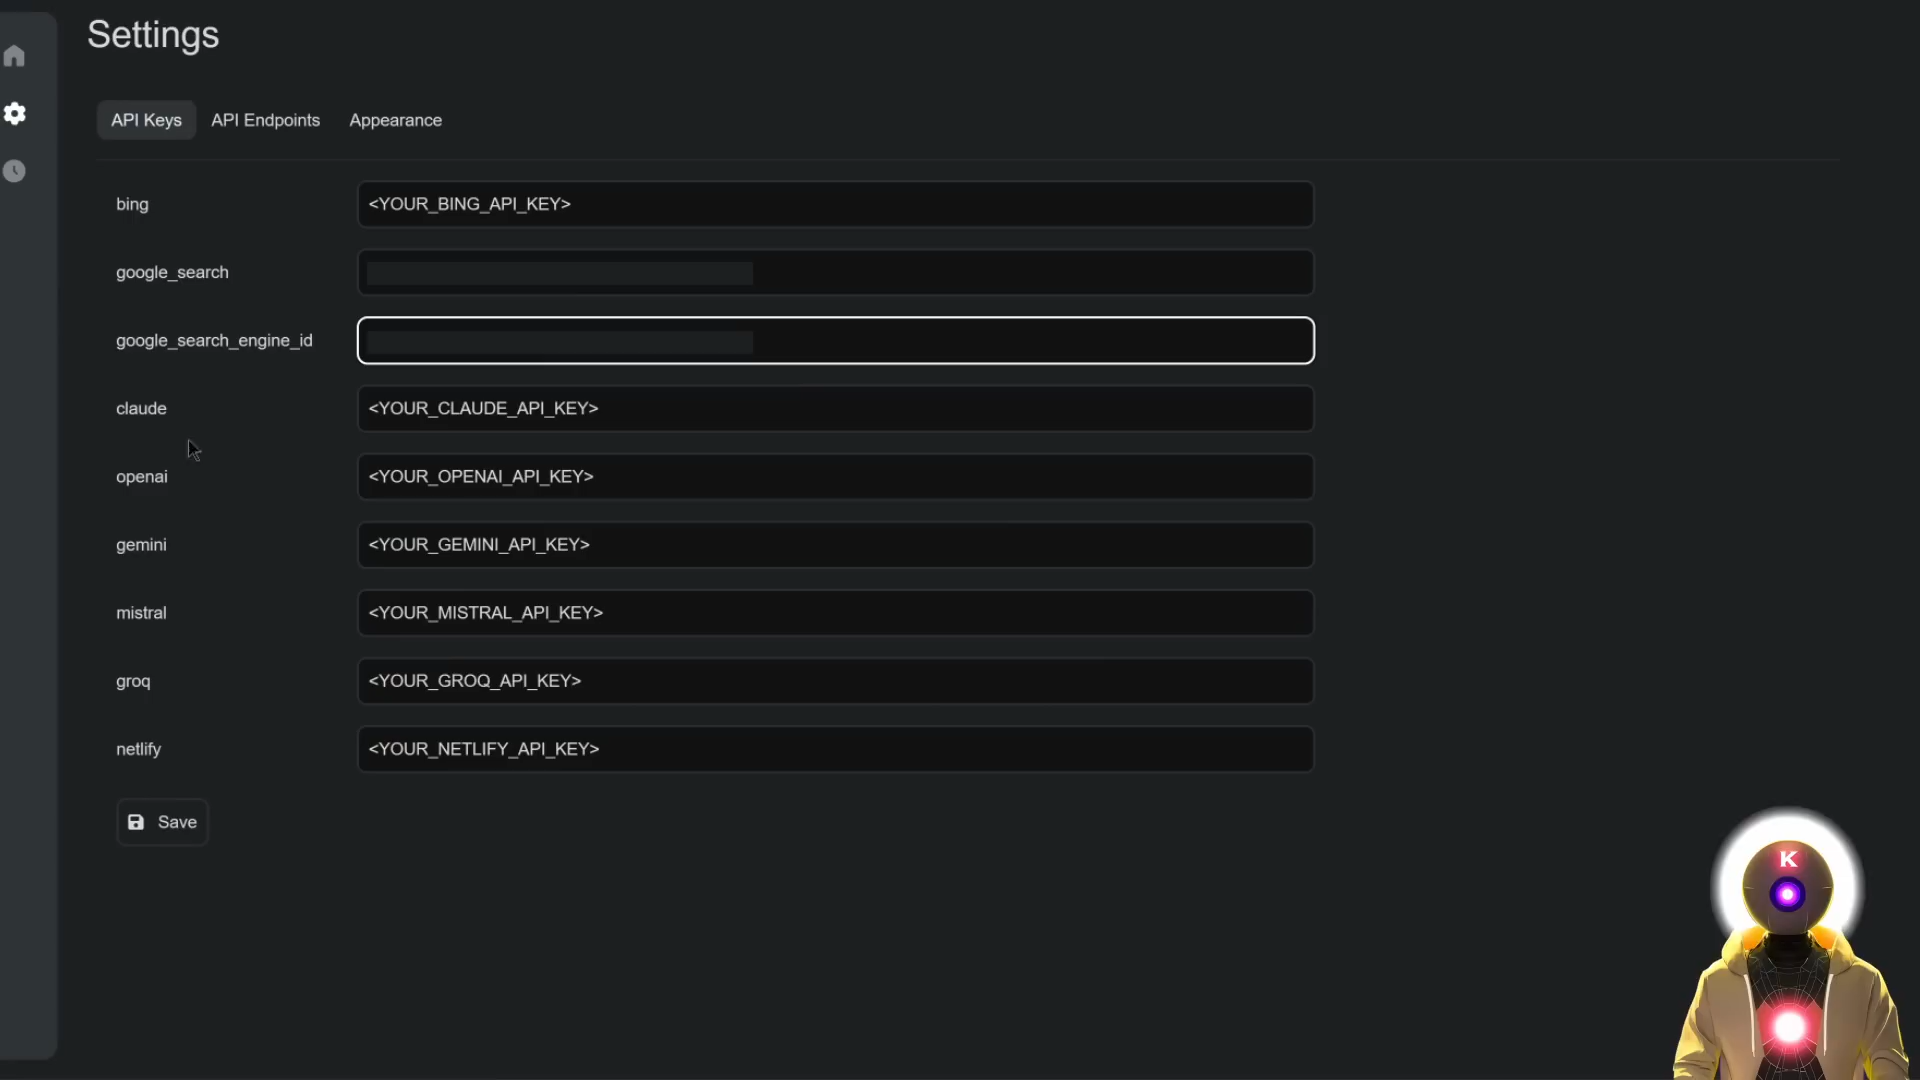 Settings
API Keys API Endpoints Appearance
bing <YOUR_BING_API_KEY>
google_search
google_search_engine_id
claude <YOUR_CLAUDE_API_KEY>
openai <YOUR_OPENAI_API_KEY>
gemini <YOUR_GEMINI_API_KEY>
mistral <YOUR_MISTRAL_API_KEY>
groq <YOUR_GROQ_API_KEY>
netlify <YOUR_NETLIFY_API_KEY>
Save
K